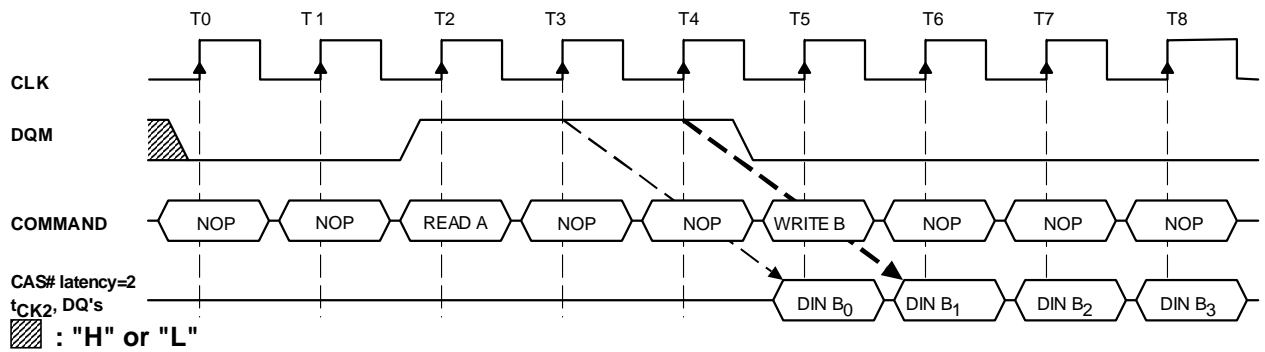 T0 T1 T2 T3 T4 T5 T6 T7 T8
CLK
DQM
COMMAND NOP NOP READ A NOP NOP WRITE B NOP NOP NOP
CAS# latency=2
tCK2, DQ's DIN B0 DIN B1 DIN B2 DIN B3
: "H" or "L"